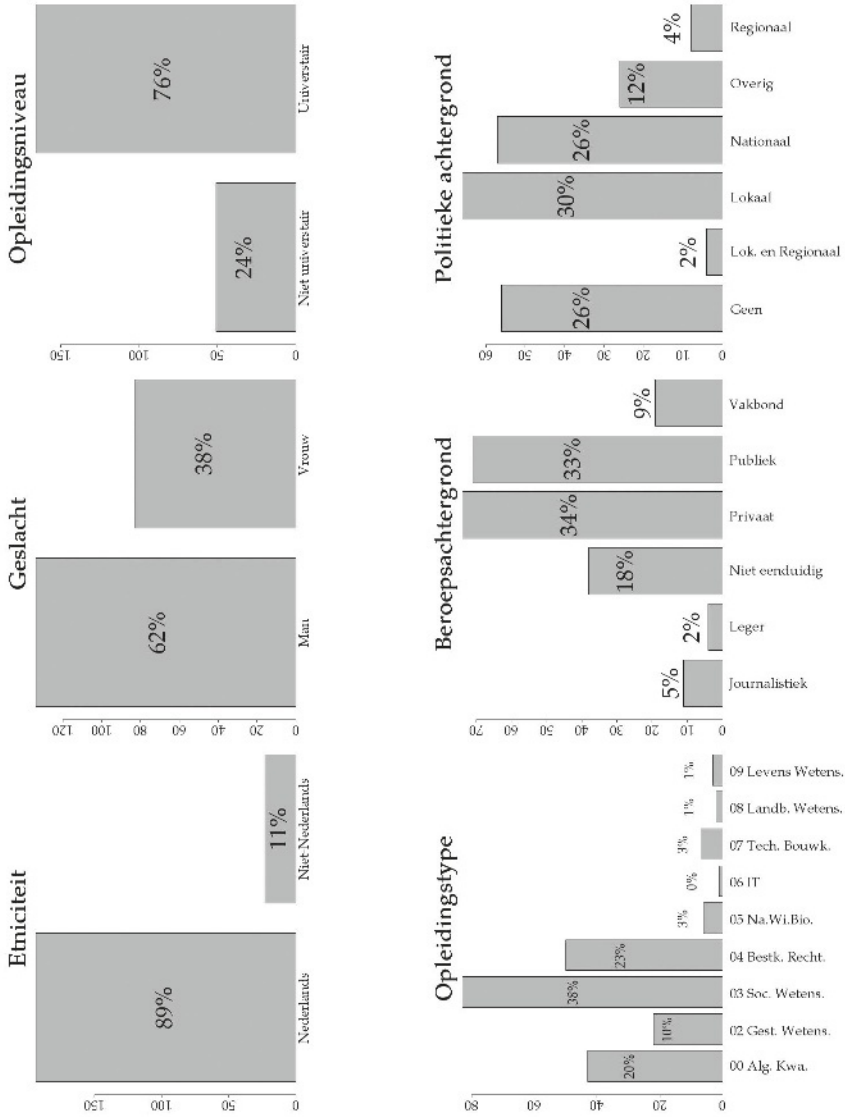 Etniciteit
150
100
50
0
89%
11%
Nederlands
Niet-Nederlands
Geslacht
120
100
80
60
40
20
0
62%
38%
Man
Vrouw
Opleidingsniveau
150
100
50
0
24%
76%
Niet universtair
Universtair
Opleidingstype
80
60
40
20
0
20%
10%
38%
23%
3%
0%
3%
1%
1%
00 Alg. Kwa.
02 Gest. Wetens.
03 Soc. Wetens.
04 Bestk. Recht.
05 Na.Wi.Bio.
06 IT
07 Tech. Bouwk.
08 Landb. Wetens.
09 Levens Wetens.
Beroepsachtergrond
70
60
50
40
30
20
10
0
5%
2%
18%
34%
33%
9%
Journalistiek
Leger
Niet eenduidig
Privaat
Publiek
Vakbond
Politieke achtergrond
60
50
40
30
20
10
0
26%
2%
30%
26%
12%
4%
Geen
Lok. en Regionaal
Lokaal
Nationaal
Overig
Regionaal